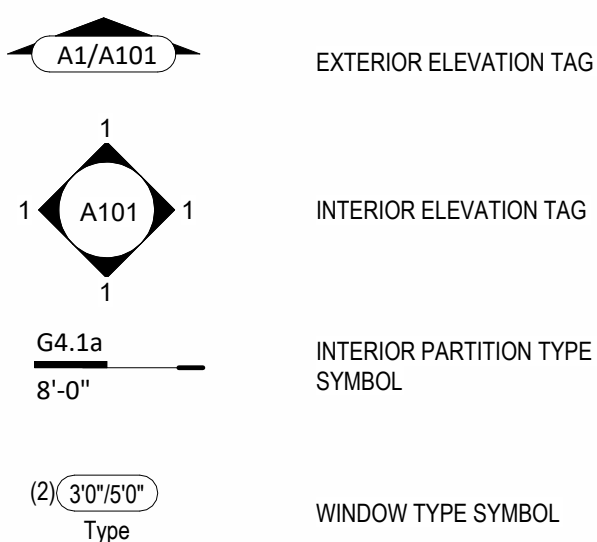 A1/A101
EXTERIOR ELEVATION TAG
1
1
A101
1
INTERIOR ELEVATION TAG
1
G4.1a
8'-0"
INTERIOR PARTITION TYPE
SYMBOL
(2) 3'0"/5'0"
Type
WINDOW TYPE SYMBOL